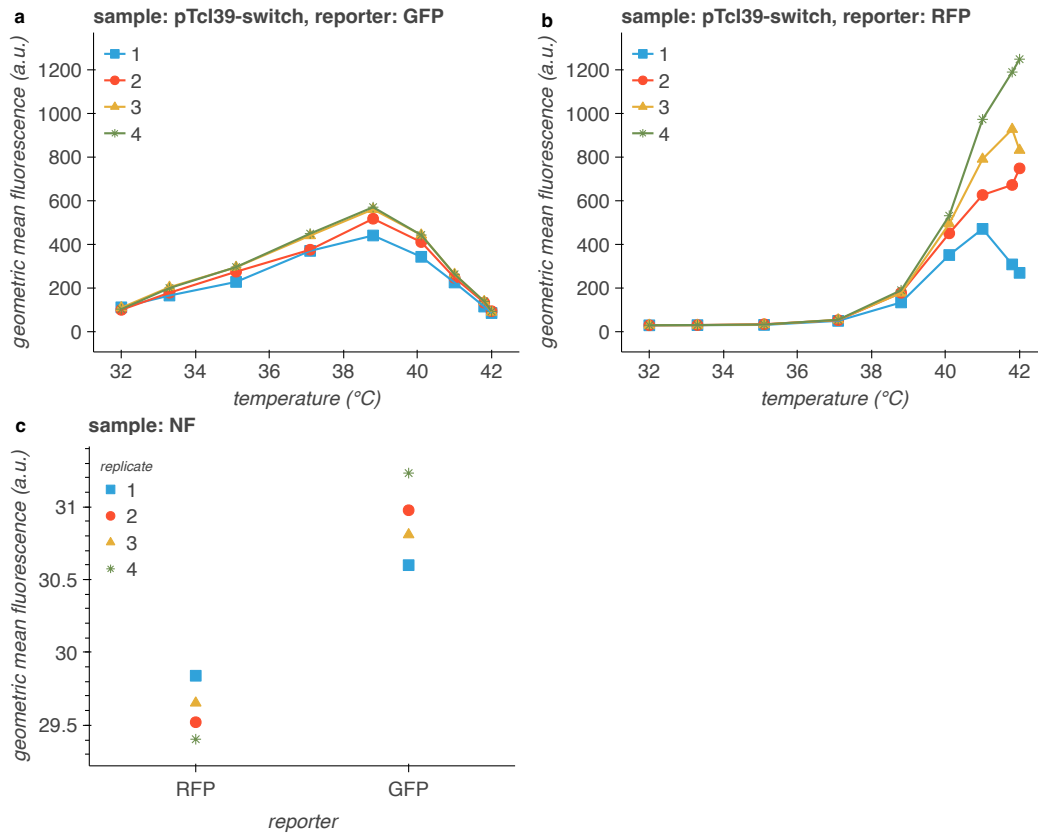 a
sample: pTcI39-switch, reporter: GFP
geometric mean fluorescence (a.u.)
1200
1000
800
600
400
200
0
1
2
3
4
32
34
36
38
40
42
temperature (°C)
b
sample: pTcI39-switch, reporter: RFP
geometric mean fluorescence (a.u.)
1200
1000
800
600
400
200
0
1
2
3
4
32
34
36
38
40
42
temperature (°C)
c
sample: NF
geometric mean fluorescence (a.u.)
31
30.5
30
29.5
replicate
1
2
3
4
RFP
GFP
reporter